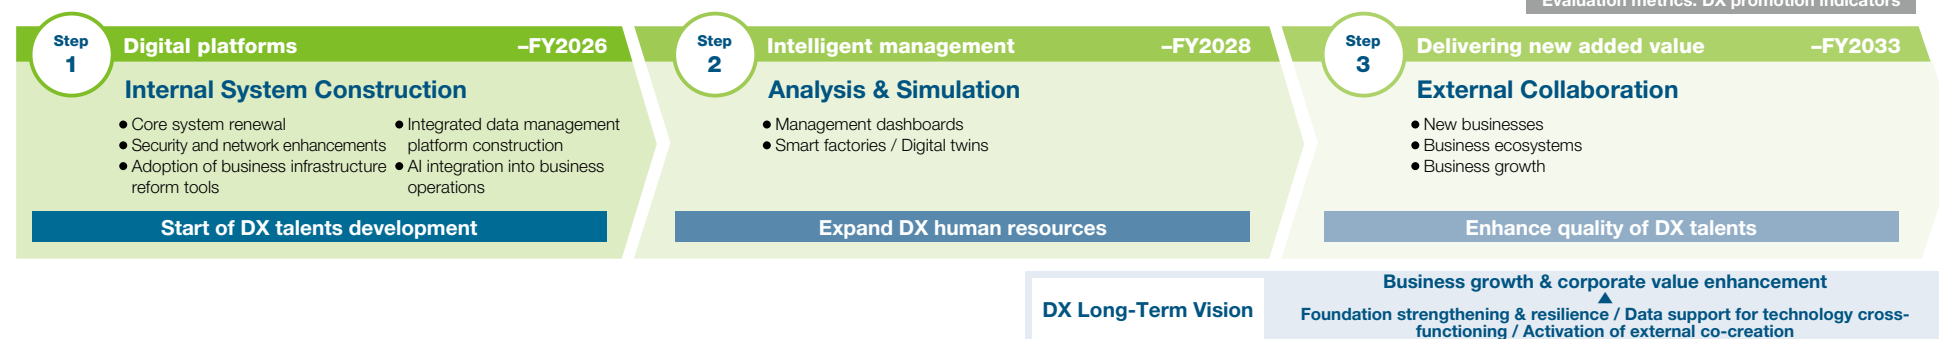 Evaluation metrics: DX promotion indicators
Step
1
Digital platforms
–FY2026
Internal System Construction
● Core system renewal
● Security and network enhancements
● Adoption of business infrastructure
reform tools
● Integrated data management
platform construction
● AI integration into business
operations
Start of DX talents development
Step
2
Intelligent management
–FY2028
Analysis & Simulation
● Management dashboards
● Smart factories / Digital twins
Expand DX human resources
Step
3
Delivering new added value
–FY2033
External Collaboration
● New businesses
● Business ecosystems
● Business growth
Enhance quality of DX talents
DX Long-Term Vision
Business growth & corporate value enhancement
▲
Foundation strengthening & resilience / Data support for technology cross-
functioning / Activation of external co-creation